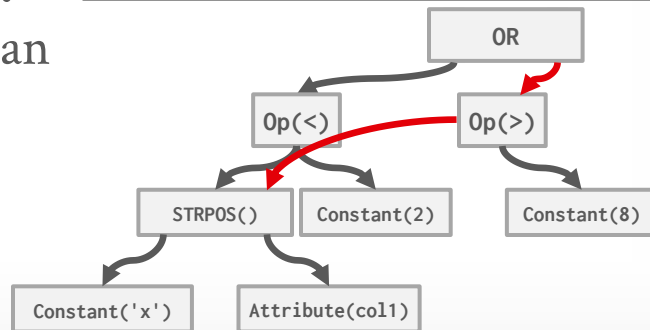 an
OR
Op(<)
Op(>)
STRPOS()
Constant(2)
Constant(8)
Constant('x')
Attribute(col1)